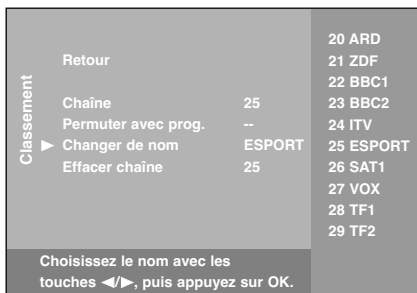 Classement
Retour
Chaîne 25
Permuter avec prog. --
▶ Changer de nom ESPORT
Effacer chaîne 25
20 ARD
21 ZDF
22 BBC1
23 BBC2
24 ITV
25 ESPORT
26 SAT1
27 VOX
28 TF1
29 TF2
Choisissez le nom avec les
touches ◀/▶, puis appuyez sur OK.